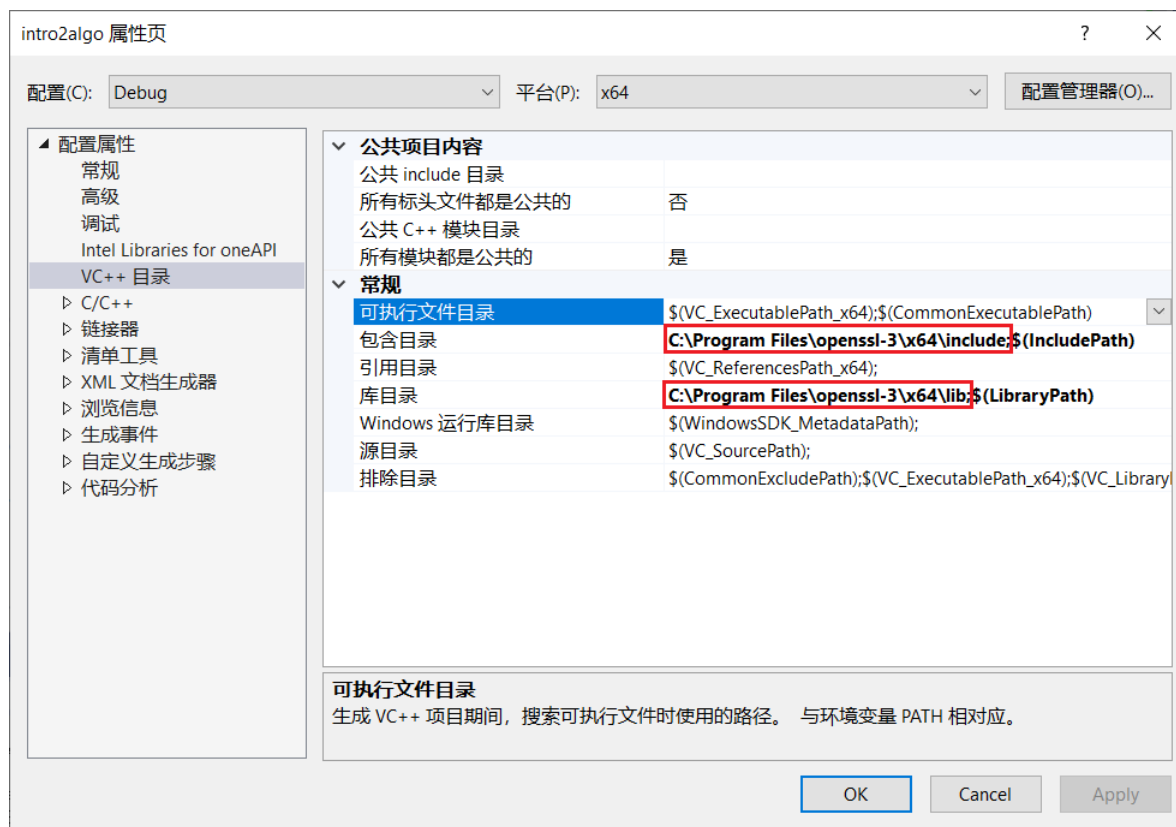 intro2algo 属性页
? ×
配置(C): Debug 平台(P): x64 配置管理器(O)...
配置属性
常规
高级
调试
Intel Libraries for oneAPI
VC++ 目录
C/C++
链接器
清单工具
XML 文档生成器
浏览信息
生成事件
自定义生成步骤
代码分析
公共项目内容
公共 include 目录
所有标头文件都是公共的 否
公共 C++ 模块目录
所有模块都是公共的 是
常规
可执行文件目录 $(VC_ExecutablePath_x64);$(CommonExecutablePath)
包含目录 C:\Program Files\openssl-3\x64\include;$(IncludePath)
引用目录 $(VC_ReferencesPath_x64);
库目录 C:\Program Files\openssl-3\x64\lib;$(LibraryPath)
Windows 运行库目录 $(WindowsSDK_MetadataPath);
源目录 $(VC_SourcePath);
排除目录 $(CommonExcludePath);$(VC_ExecutablePath_x64);$(VC_Library
可执行文件目录
生成 VC++ 项目期间，搜索可执行文件时使用的路径。 与环境变量 PATH 相对应。
OK Cancel Apply